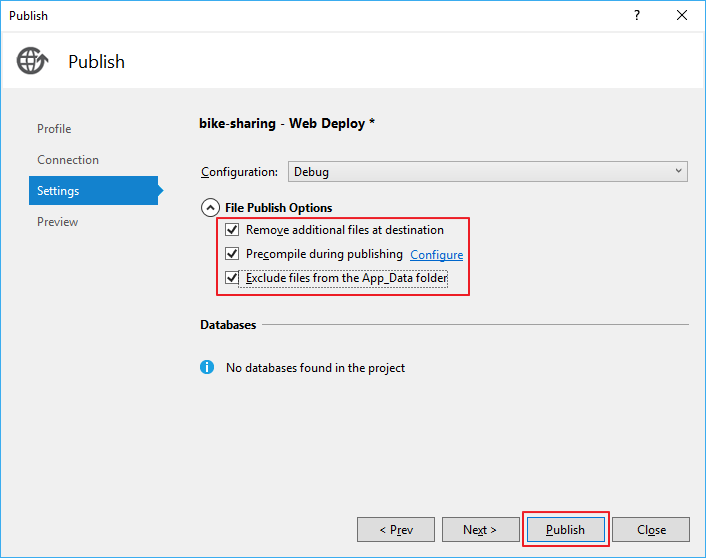 Publish
? ×
Publish
Profile
Connection
Settings
Preview
bike-sharing - Web Deploy *
Configuration: Debug
File Publish Options
Remove additional files at destination
Precompile during publishing Configure
Exclude files from the App_Data folder
Databases
No databases found in the project
< Prev Next > Publish Close